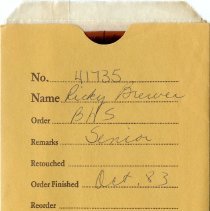 No. 41735
Name Ricky Brewer
Order BHS
Remarks Senior
Retouched
Order Finished Oct. 83
Reorder